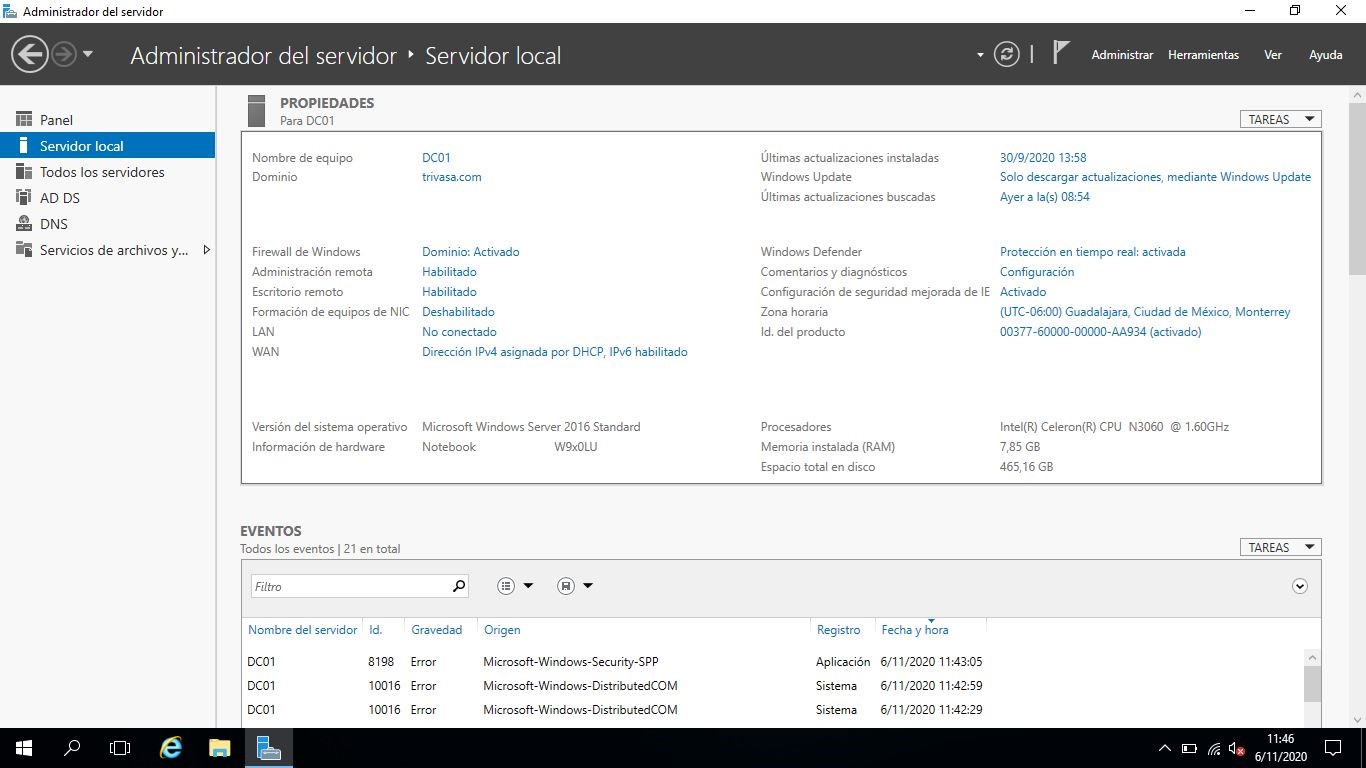 Administrador del servidor
Administrador del servidor ‣ Servidor local
Administrar Herramientas Ver Ayuda
Panel
Servidor local
Todos los servidores
AD DS
DNS
Servicios de archivos y...
PROPIEDADES
Para DC01
TAREAS
Nombre de equipo DC01
Dominio trivasa.com
Últimas actualizaciones instaladas 30/9/2020 13:58
Windows Update Solo descargar actualizaciones, mediante Windows Update
Últimas actualizaciones buscadas Ayer a la(s) 08:54
Firewall de Windows Dominio: Activado
Administración remota Habilitado
Escritorio remoto Habilitado
Formación de equipos de NIC Deshabilitado
LAN No conectado
WAN Dirección IPv4 asignada por DHCP, IPv6 habilitado
Windows Defender Protección en tiempo real: activada
Comentarios y diagnósticos Configuración
Configuración de seguridad mejorada de IE Activado
Zona horaria (UTC-06:00) Guadalajara, Ciudad de México, Monterrey
Id. del producto 00377-60000-00000-AA934 (activado)
Versión del sistema operativo Microsoft Windows Server 2016 Standard
Información de hardware Notebook W9x0LU
Procesadores Intel(R) Celeron(R) CPU N3060 @ 1.60GHz
Memoria instalada (RAM) 7,85 GB
Espacio total en disco 465,16 GB
EVENTOS
Todos los eventos | 21 en total
TAREAS
Filtro
Nombre del servidor Id. Gravedad Origen Registro Fecha y hora
DC01 8198 Error Microsoft-Windows-Security-SPP Aplicación 6/11/2020 11:43:05
DC01 10016 Error Microsoft-Windows-DistributedCOM Sistema 6/11/2020 11:42:59
DC01 10016 Error Microsoft-Windows-DistributedCOM Sistema 6/11/2020 11:42:29
11:46
6/11/2020